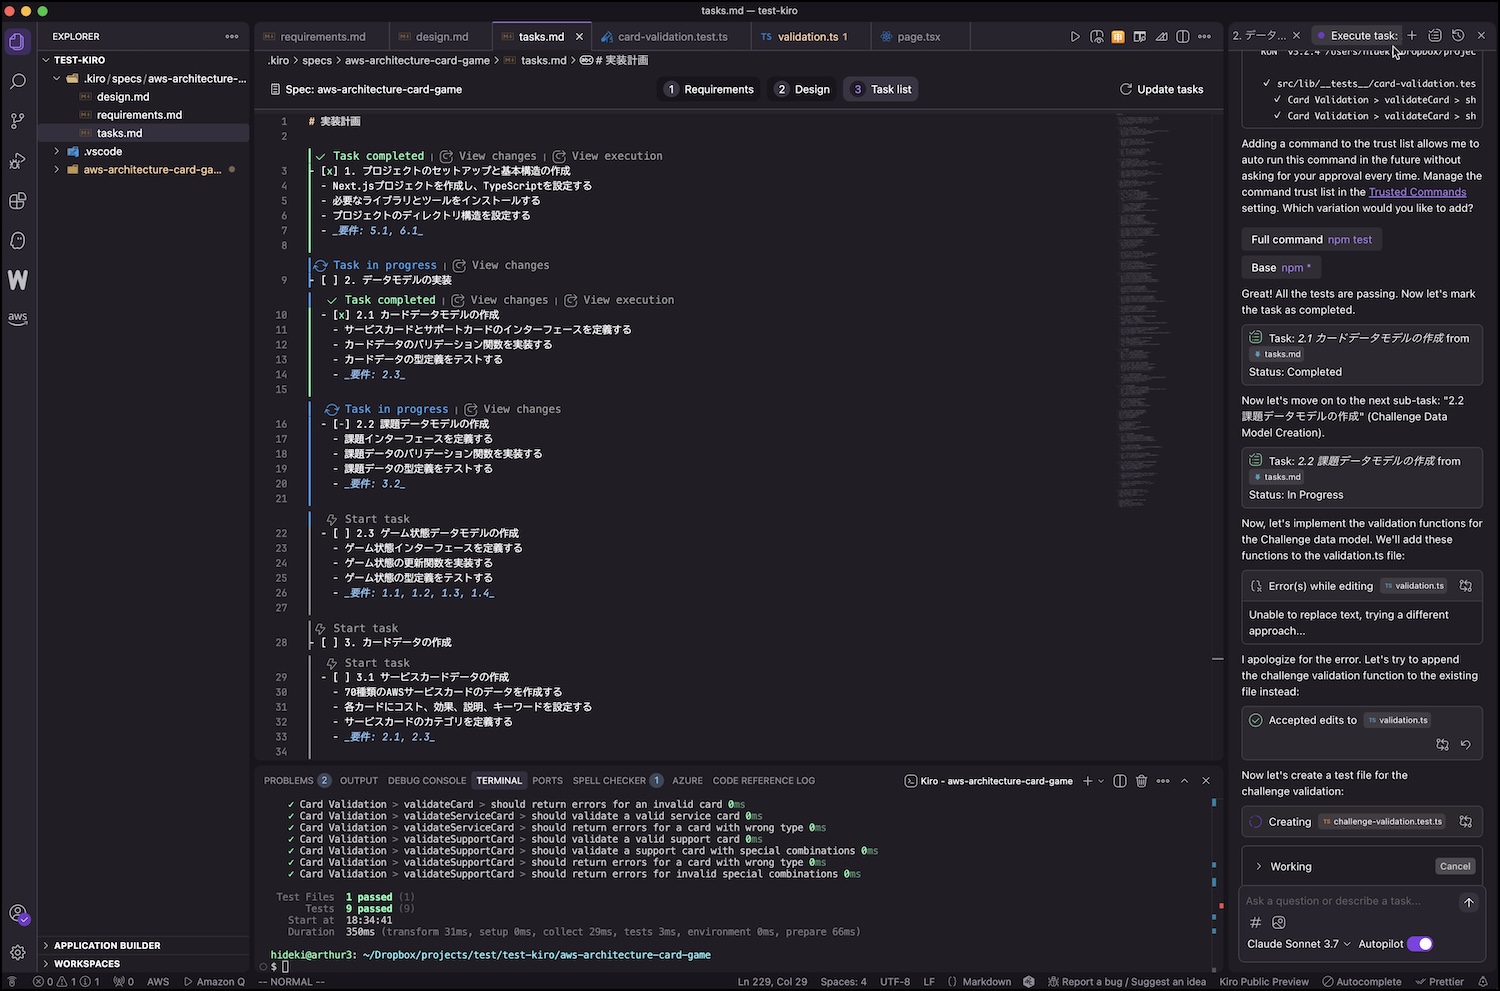 tasks.md — test-kiro
EXPLORER
TEST-KIRO
.kiro/specs/aws-architecture-...
design.md
requirements.md
tasks.md
.vscode
aws-architecture-card-ga...
APPLICATION BUILDER
WORKSPACES
W
aws
requirements.md
design.md
tasks.md
card-validation.test.ts
TS validation.ts 1
page.tsx
.kiro > specs > aws-architecture-card-game > tasks.md > # 実装計画
Spec: aws-architecture-card-game
1 Requirements
2 Design
3 Task list
Update tasks
1 # 実装計画
2
Task completed | View changes | View execution
3 - [x] 1. プロジェクトのセットアップと基本構造の作成
4 - Next.jsプロジェクトを作成し、TypeScriptを設定する
5 - 必要なライブラリとツールをインストールする
6 - プロジェクトのディレクトリ構造を設定する
7 - _要件: 5.1, 6.1_
8
Task in progress | View changes
9 - [ ] 2. データモデルの実装
Task completed | View changes | View execution
10 - [x] 2.1 カードデータモデルの作成
11 - サービスカードとサポートカードのインターフェースを定義する
12 - カードデータのバリデーション関数を実装する
13 - カードデータの型定義をテストする
14 - _要件: 2.3_
15
Task in progress | View changes
16 - [-] 2.2 課題データモデルの作成
17 - 課題インターフェースを定義する
18 - 課題データのバリデーション関数を実装する
19 - 課題データの型定義をテストする
20 - _要件: 3.2_
21
Start task
22 - [ ] 2.3 ゲーム状態データモデルの作成
23 - ゲーム状態インターフェースを定義する
24 - ゲーム状態の更新関数を実装する
25 - ゲーム状態の型定義をテストする
26 - _要件: 1.1, 1.2, 1.3, 1.4_
27
Start task
28 - [ ] 3. カードデータの作成
Start task
29 - [ ] 3.1 サービスカードデータの作成
30 - 70種類のAWSサービスカードのデータを作成する
31 - 各カードにコスト、効果、説明、キーワードを設定する
32 - サービスカードのカテゴリを定義する
33 - _要件: 2.1, 2.3_
34
PROBLEMS 2 OUTPUT DEBUG CONSOLE TERMINAL PORTS SPELL CHECKER 1 AZURE CODE REFERENCE LOG
Kiro - aws-architecture-card-game
✓ Card Validation > validateCard > should return errors for an invalid card 0ms
✓ Card Validation > validateServiceCard > should validate a valid service card 0ms
✓ Card Validation > validateServiceCard > should return errors for a card with wrong type 0ms
✓ Card Validation > validateSupportCard > should validate a valid support card 0ms
✓ Card Validation > validateSupportCard > should validate a support card with special combinations 0ms
✓ Card Validation > validateSupportCard > should return errors for a card with wrong type 0ms
✓ Card Validation > validateSupportCard > should return errors for invalid special combinations 0ms
Test Files 1 passed (1)
Tests 9 passed (9)
Start at 18:34:41
Duration 350ms (transform 31ms, setup 0ms, collect 29ms, tests 3ms, environment 0ms, prepare 66ms)
hideki@arthur3: ~/Dropbox/projects/test/test-kiro/aws-architecture-card-game
$
2. データ...
Execute task:
✓ src/lib/__tests__/card-validation.tes
✓ Card Validation > validateCard > sh
✓ Card Validation > validateCard > sh
Adding a command to the trust list allows me to
auto run this command in the future without
asking for your approval every time. Manage the
command trust list in the Trusted Commands
setting. Which variation would you like to add?
Full command npm test
Base npm *
Great! All the tests are passing. Now let's mark
the task as completed.
Task: 2.1 カードデータモデルの作成 from
tasks.md
Status: Completed
Now let's move on to the next sub-task: "2.2
課題データモデルの作成" (Challenge Data
Model Creation).
Task: 2.2 課題データモデルの作成 from
tasks.md
Status: In Progress
Now, let's implement the validation functions for
the Challenge data model. We'll add these
functions to the validation.ts file:
Error(s) while editing TS validation.ts
Unable to replace text, trying a different
approach...
I apologize for the error. Let's try to append
the challenge validation function to the existing
file instead:
Accepted edits to TS validation.ts
Now let's create a test file for the
challenge validation:
Creating TS challenge-validation.test.ts
Working
Cancel
Ask a question or describe a task...
#
Claude Sonnet 3.7
Autopilot
0 1 1 0 AWS Amazon Q -- NORMAL --
Ln 229, Col 29 Spaces: 4 UTF-8 LF Markdown Report a bug / Suggest an idea Kiro Public Preview Autocomplete Prettier